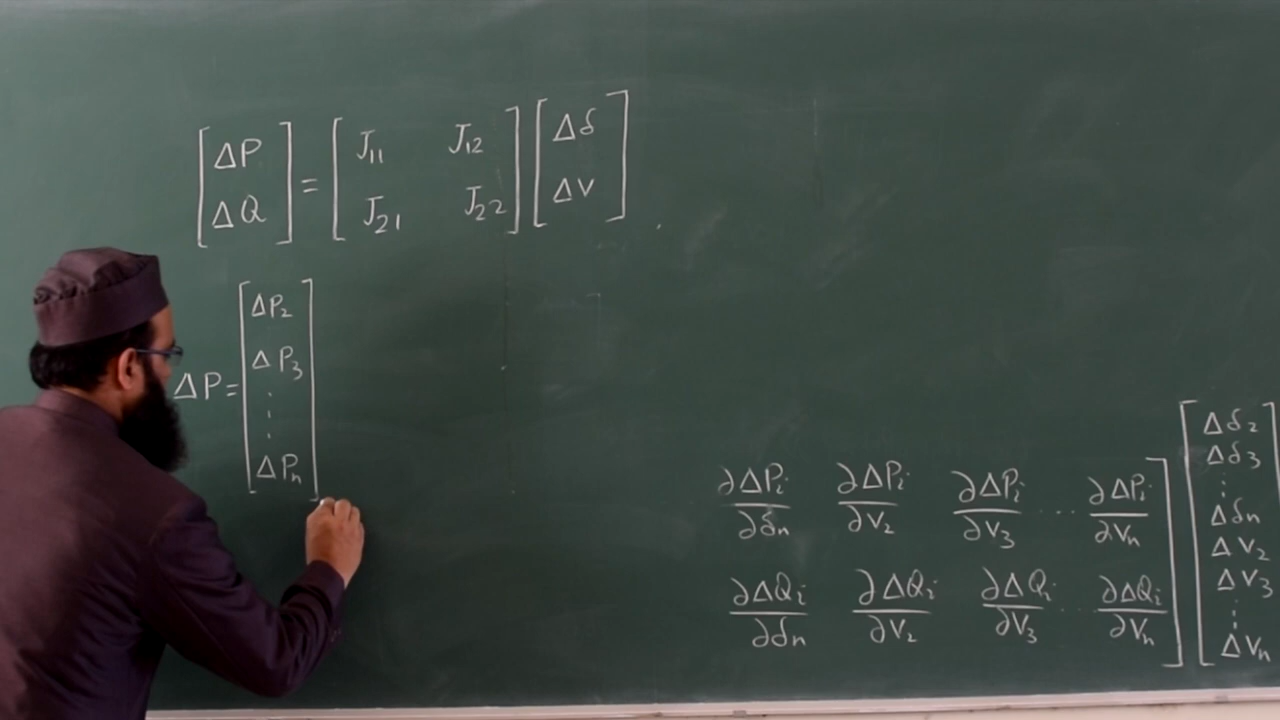 [ΔP] = [J₁₁ J₁₂] [Δδ]
[ΔQ] [J₂₁ J₂₂] [ΔV]
ΔP = [ΔP₂
ΔP₃
⋮
ΔPₙ]
∂ΔPᵢ/∂δₙ ∂ΔPᵢ/∂V₂ ∂ΔPᵢ/∂V₃ ... ∂ΔPᵢ/∂Vₙ]
∂ΔQᵢ/∂δₙ ∂ΔQᵢ/∂V₂ ∂ΔQᵢ/∂V₃ ... ∂ΔQᵢ/∂Vₙ]
[Δδ₂
Δδ₃
⋮
Δδₙ
ΔV₂
ΔV₃
⋮
ΔVₙ